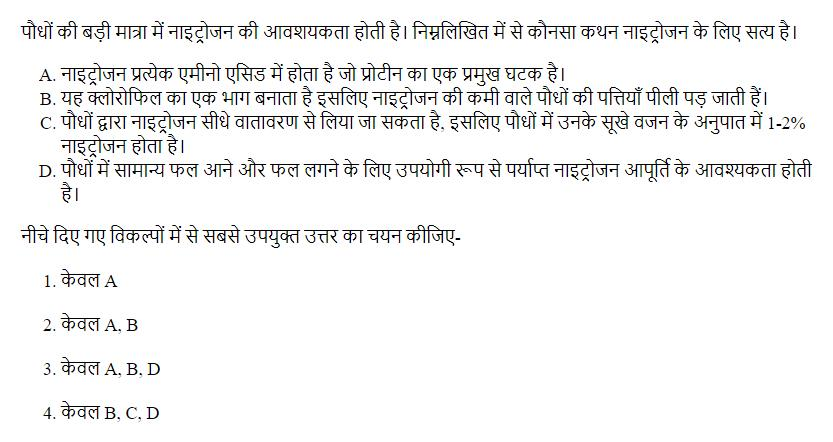 पौधों की बड़ी मात्रा में नाइट्रोजन की आवशयकता होती है। निम्नलिखित में से कौनसा कथन नाइट्रोजन के लिए सत्य है।
A. नाइट्रोजन प्रत्येक एमीनो एसिड में होता है जो प्रोटीन का एक प्रमुख घटक है।
B. यह क्लोरोफिल का एक भाग बनाता है इसलिए नाइट्रोजन की कमी वाले पौधों की पत्तियाँ पीली पड़ जाती हैं।
C. पौधों द्वारा नाइट्रोजन सीधे वातावरण से लिया जा सकता है, इसलिए पौधों में उनके सूखे वजन के अनुपात में 1-2%
नाइट्रोजन होता है।
D. पौधों में सामान्य फल आने और फल लगने के लिए उपयोगी रूप से पर्याप्त नाइट्रोजन आपूर्ति के आवश्यकता होती
है।
नीचे दिए गए विकल्पों में से सबसे उपयुक्त उत्तर का चयन कीजिए-
1. केवल A
2. केवल A, B
3. केवल A, B, D
4. केवल B, C, D